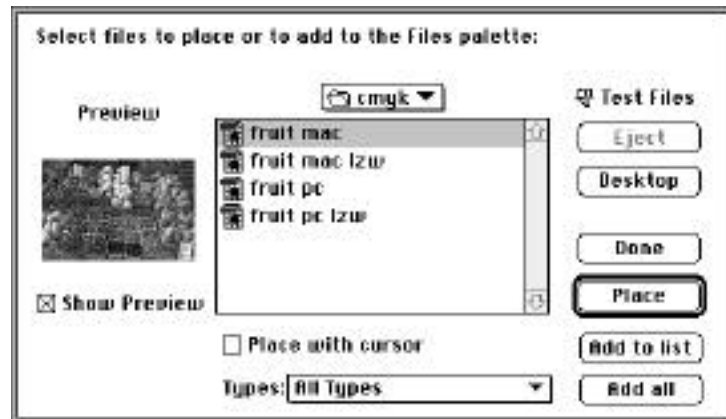 Select files to place or to add to the Files palette:
Preview
cmyk
Test Files
fruit mac
fruit mac lzw
fruit pc
fruit pc lzw
Eject
Desktop
Done
Place
Show Preview
Place with cursor
Add to list
Types: All Types
Add all